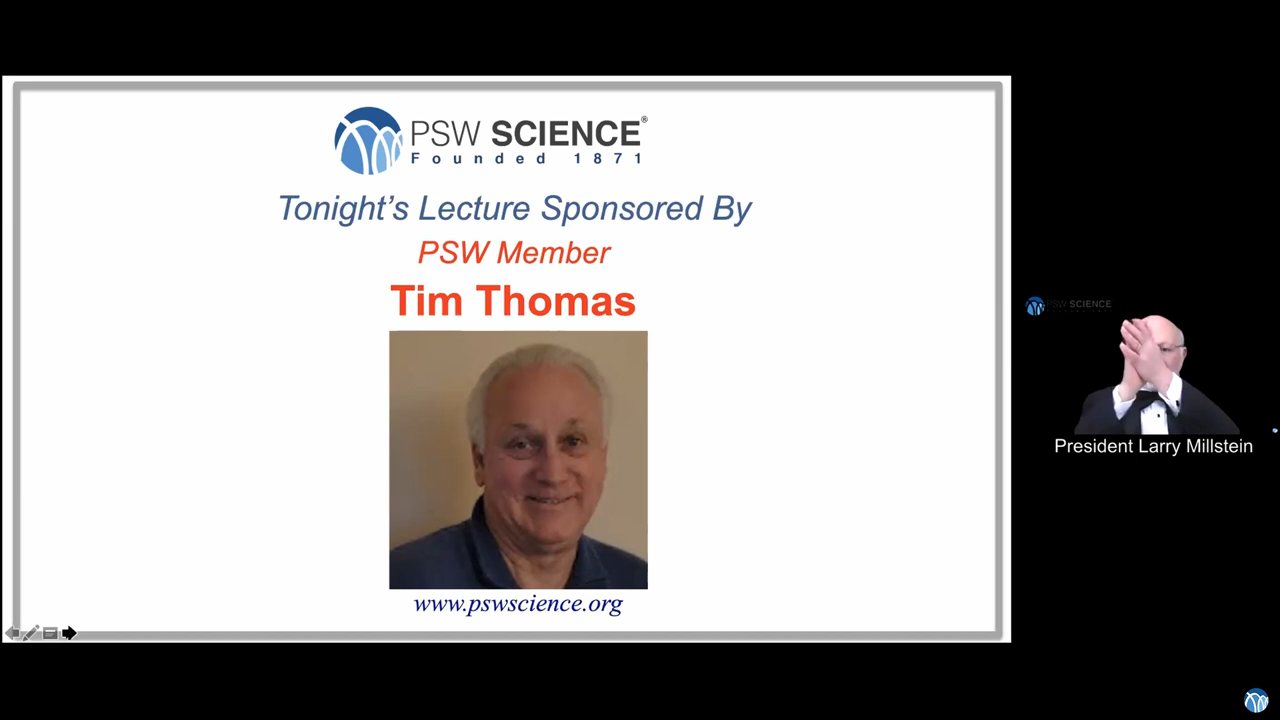 PSW SCIENCE®
Founded 1871
Tonight's Lecture Sponsored By
PSW Member
Tim Thomas
www.pswscience.org
PSW SCIENCE
President Larry Millstein